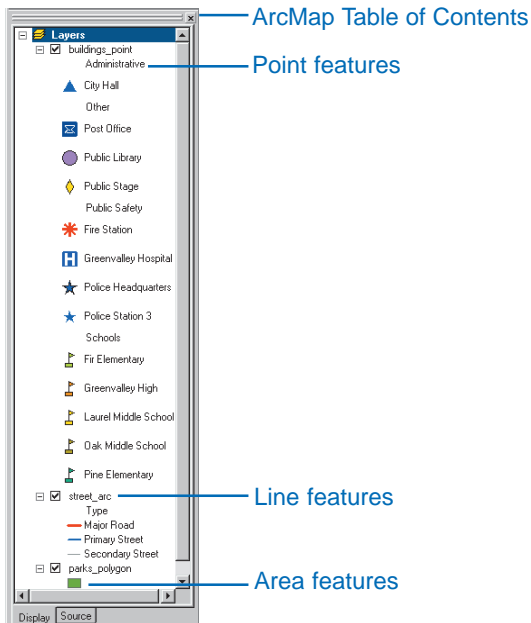 ArcMap Table of Contents
Layers
buildings_point
Administrative
Point features
City Hall
Other
Post Office
Public Library
Public Stage
Public Safety
Fire Station
H Greenvalley Hospital
Police Headquarters
Police Station 3
Schools
Fir Elementary
Greenvalley High
Laurel Middle School
Oak Middle School
Pine Elementary
street_arc
Line features
Type
Major Road
Primary Street
Secondary Street
parks_polygon
Area features
Display Source